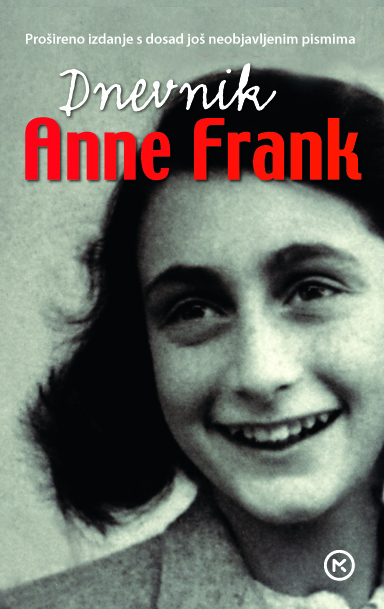 Prošireno izdanje s dosad još neobjavljenim pismima
Dnevnik
Anne Frank